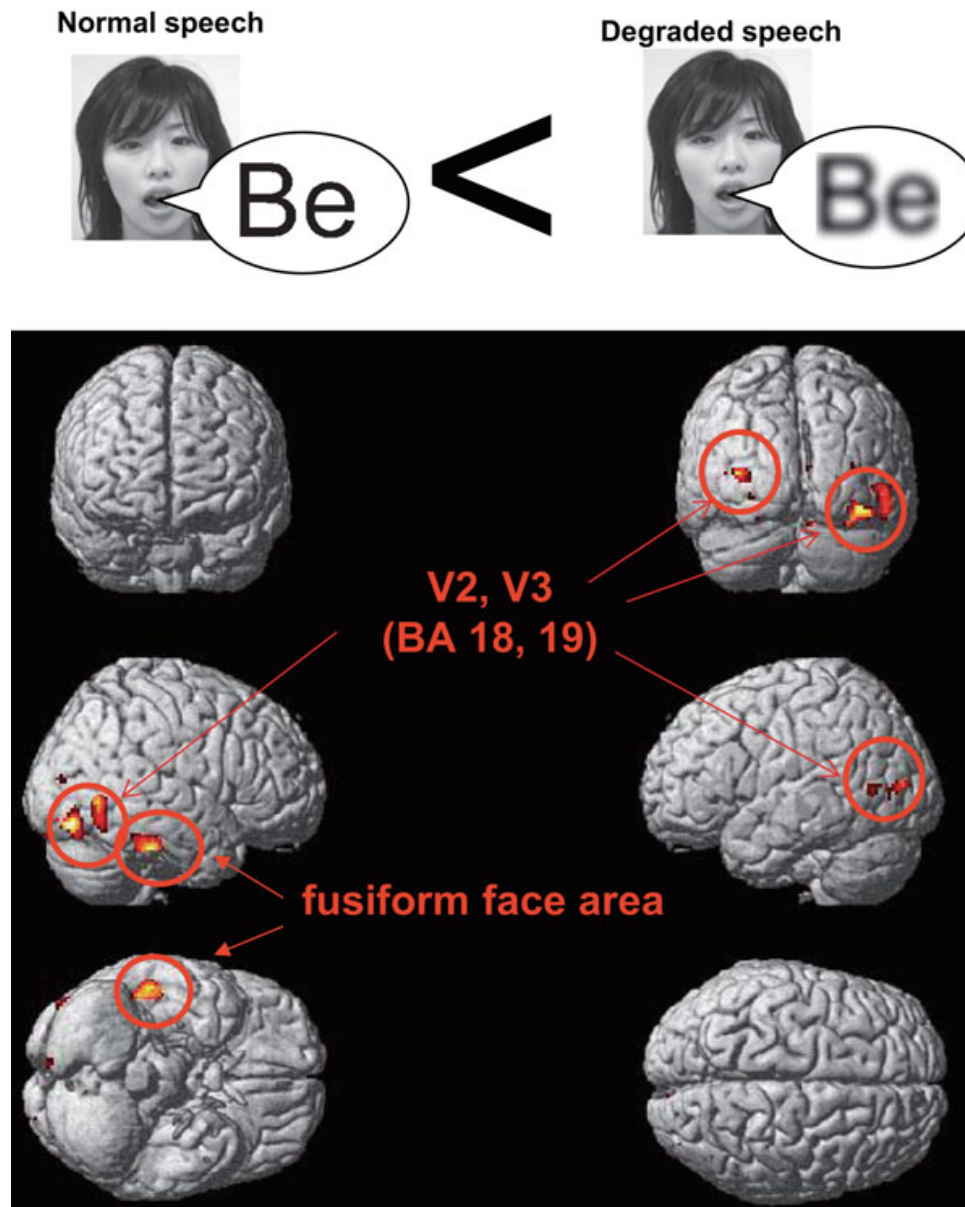 Normal speech
Degraded speech
Be
<
Be
V2, V3
(BA 18, 19)
fusiform face area